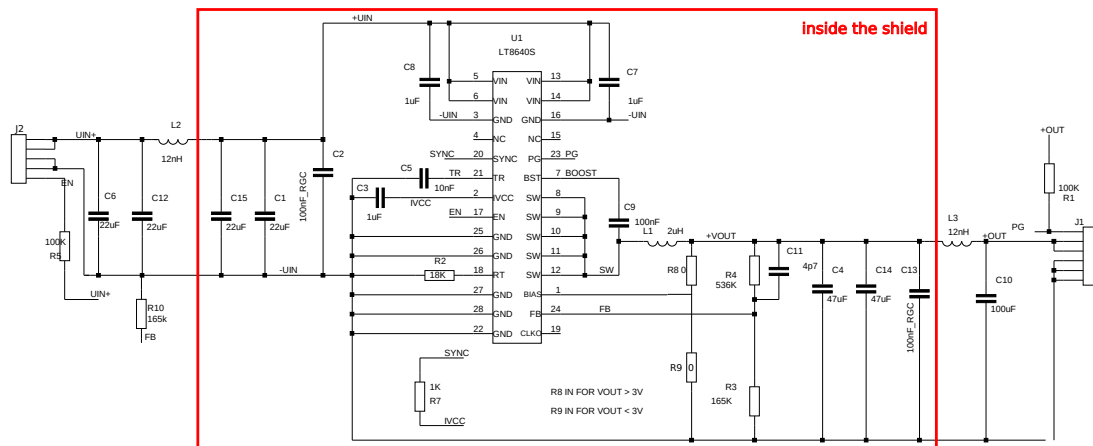 +UIN
inside the shield
U1
LT8640S
C8
1uF
C7
1uF
5 VIN VIN 13
6 VIN VIN 14
-UIN 3 GND GND 16 -UIN
4 NC NC 15
SYNC 20 SYNC PG 23 PG
TR 21 TR BST 7 BOOST
IVCC 2 IVCC SW 8
EN 17 EN SW 9
25 GND SW 10
26 GND SW 11
18 RT SW 12 SW
27 GND BIAS 1
28 GND FB 24 FB
22 GND CLKO 19
J2
UIN+
L2
12nH
EN
C6
22uF
C12
22uF
C15
22uF
C1
22uF
C2
100nF_RGC
C5
10nF
C3
1uF
100K
R5
UIN+
-UIN
R10
165k
FB
R2
18K
SYNC
1K
R7
IVCC
C9
100nF
L1 2uH
+VOUT
R8 0
R4
536K
C11
4p7
C4
47uF
C14
47uF
C13
100nF_RGC
R9 0
R3
165K
R8 IN FOR VOUT > 3V
R9 IN FOR VOUT < 3V
L3
12nH
+OUT
C10
100uF
+OUT
100K
R1
PG
J1